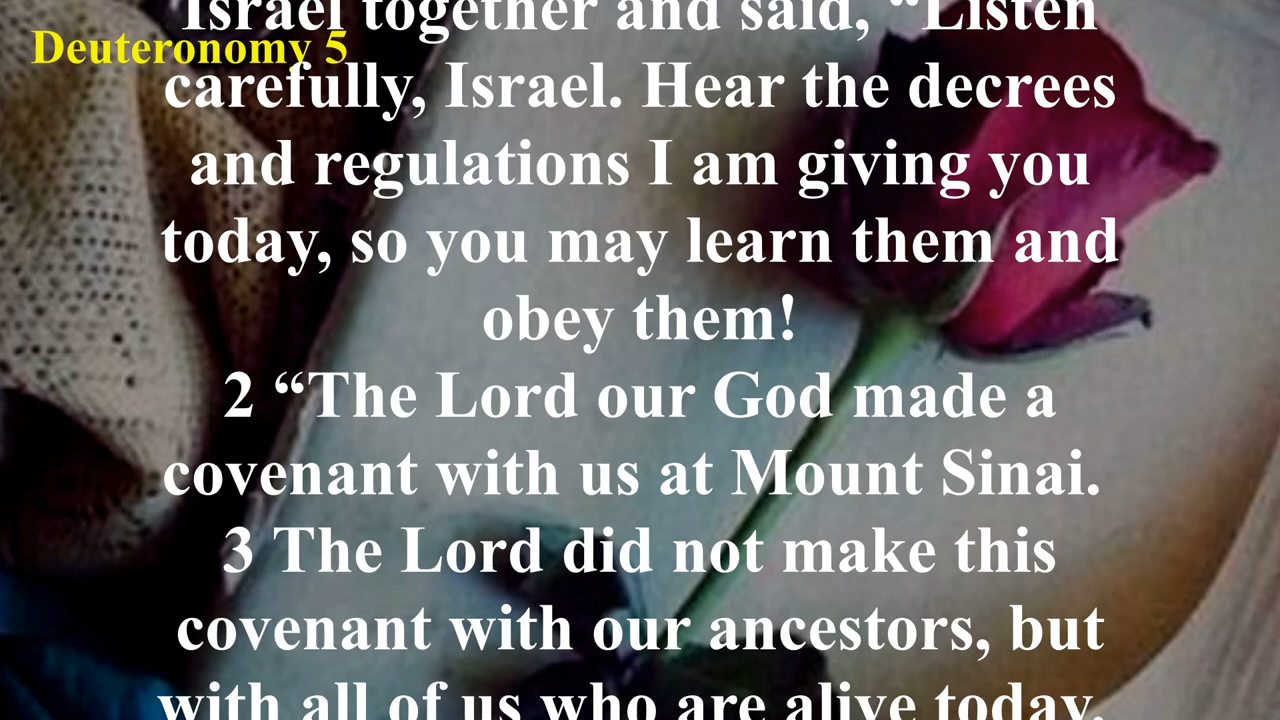 Israel together and said, “Listen
Deuteronomy 5
carefully, Israel. Hear the decrees
and regulations I am giving you
today, so you may learn them and
obey them!
2 “The Lord our God made a
covenant with us at Mount Sinai.
3 The Lord did not make this
covenant with our ancestors, but
with all of us who are alive today.